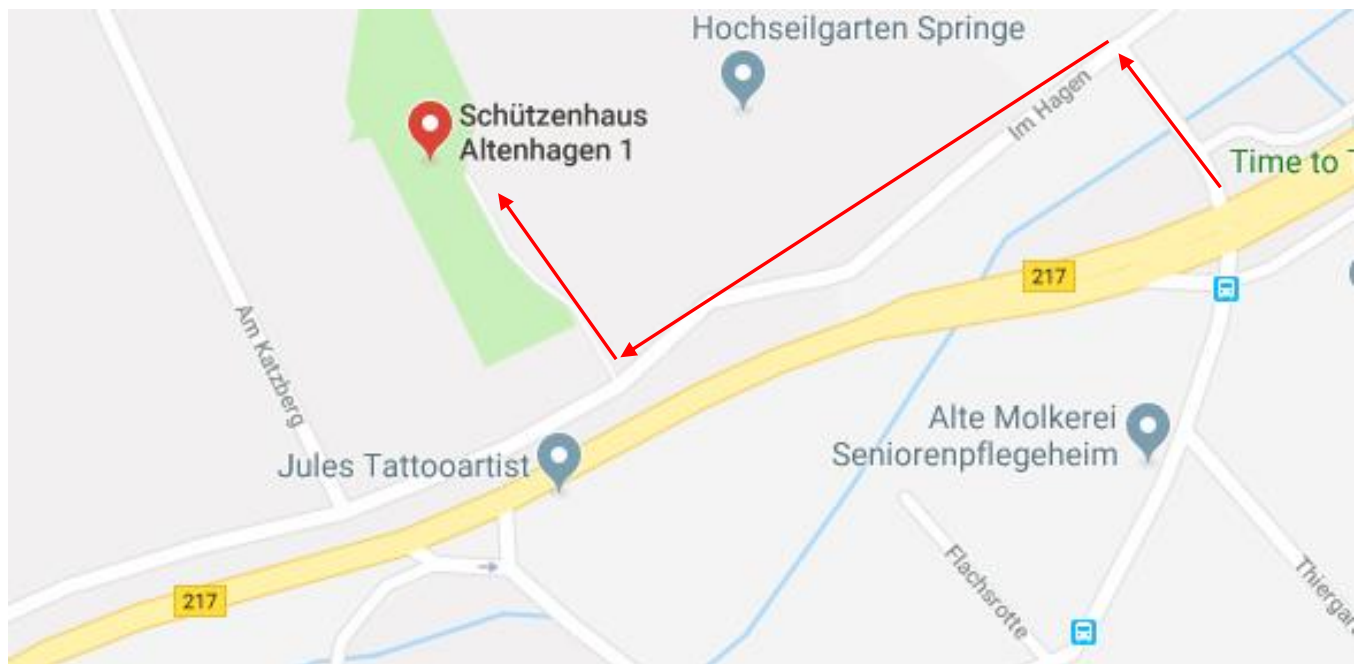 Hochseilgarten Springe
Schützenhaus
Altenhagen 1
Im Hagen
Time to
217
Am Katzberg
Alte Molkerei
Seniorenpflegeheim
Jules Tattooartist
Flachsrotte
217